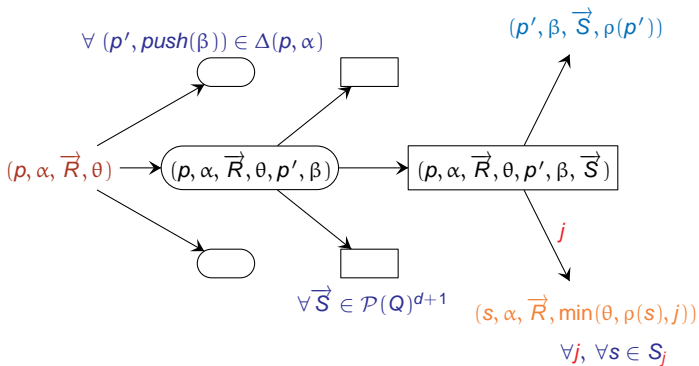 ∀ (p′, push(β)) ∈ Δ(p, α)
(p′, β, S⃗, ρ(p′))
(p, α, R⃗, θ)
(p, α, R⃗, θ, p′, β)
(p, α, R⃗, θ, p′, β, S⃗)
j
∀S⃗ ∈ 𝒫(Q)^{d+1}
(s, α, R⃗, min(θ, ρ(s), j))
∀j, ∀s ∈ S_j